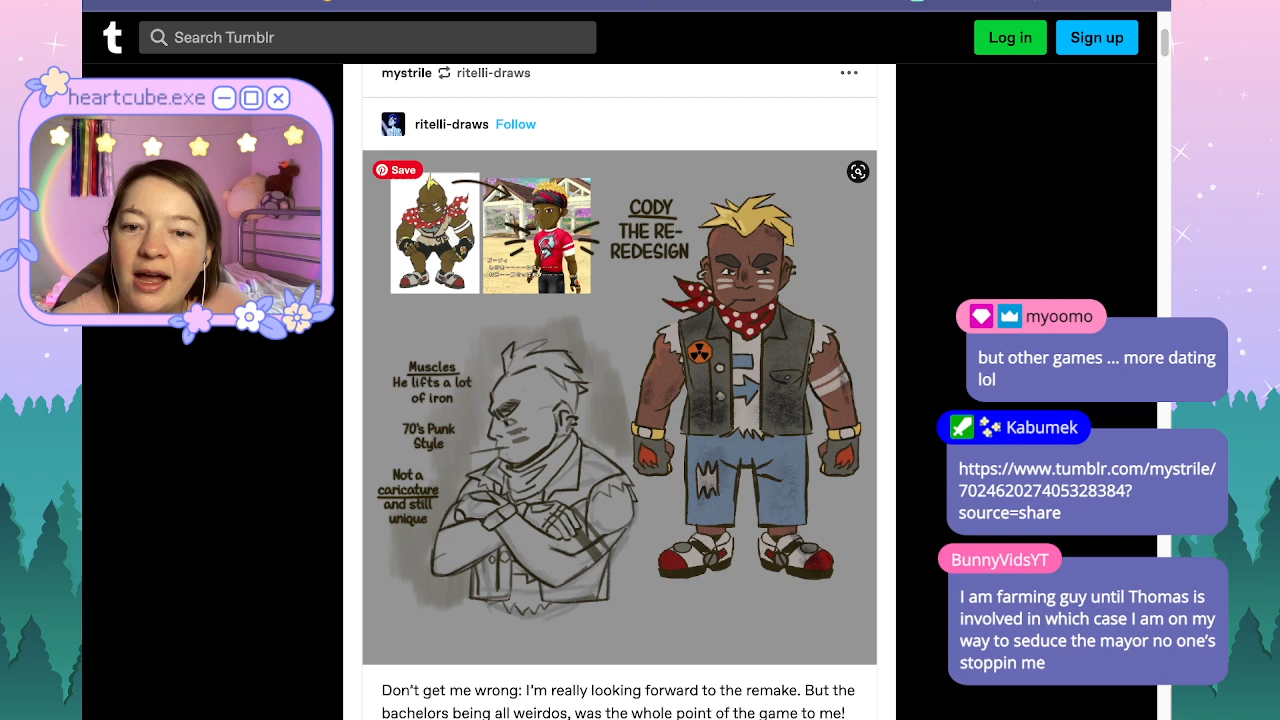 Search Tumblr
Log in
Sign up
mystrile ritelli-draws
ritelli-draws Follow
heartcube.exe
Save
CODY
THE RE-
REDESIGN
Muscles
He lifts a lot
of iron
70's Punk
Style
Not a
caricature
and still
unique
Don't get me wrong: I'm really looking forward to the remake. But the
bachelors being all weirdos, was the whole point of the game to me!
myoomo
but other games ... more dating
lol
Kabumek
https://www.tumblr.com/mystrile/
702462027405328384?
source=share
BunnyVidsYT
I am farming guy until Thomas is
involved in which case I am on my
way to seduce the mayor no one's
stoppin me